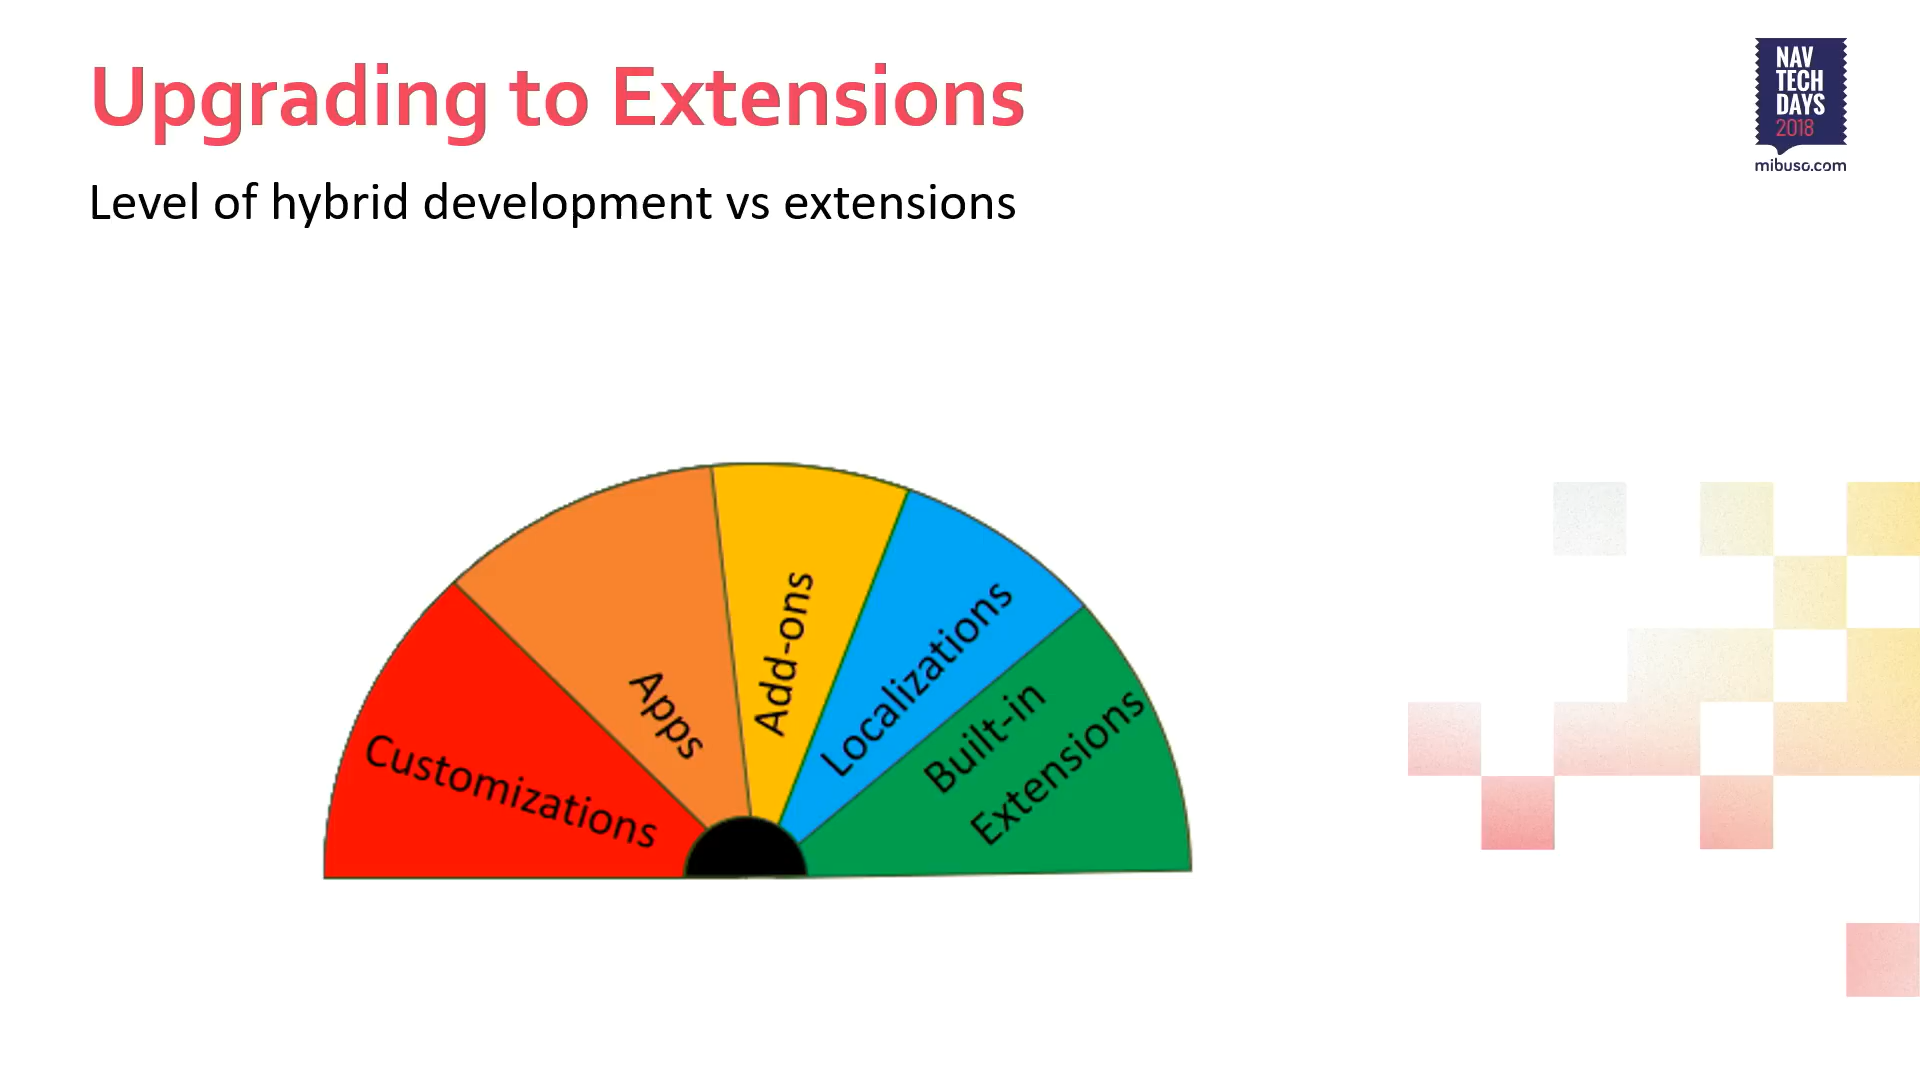 Upgrading to Extensions
Level of hybrid development vs extensions
NAV
TECH
DAYS
2018
mibuso.com
Customizations
Apps
Add-ons
Localizations
Built-in
Extensions